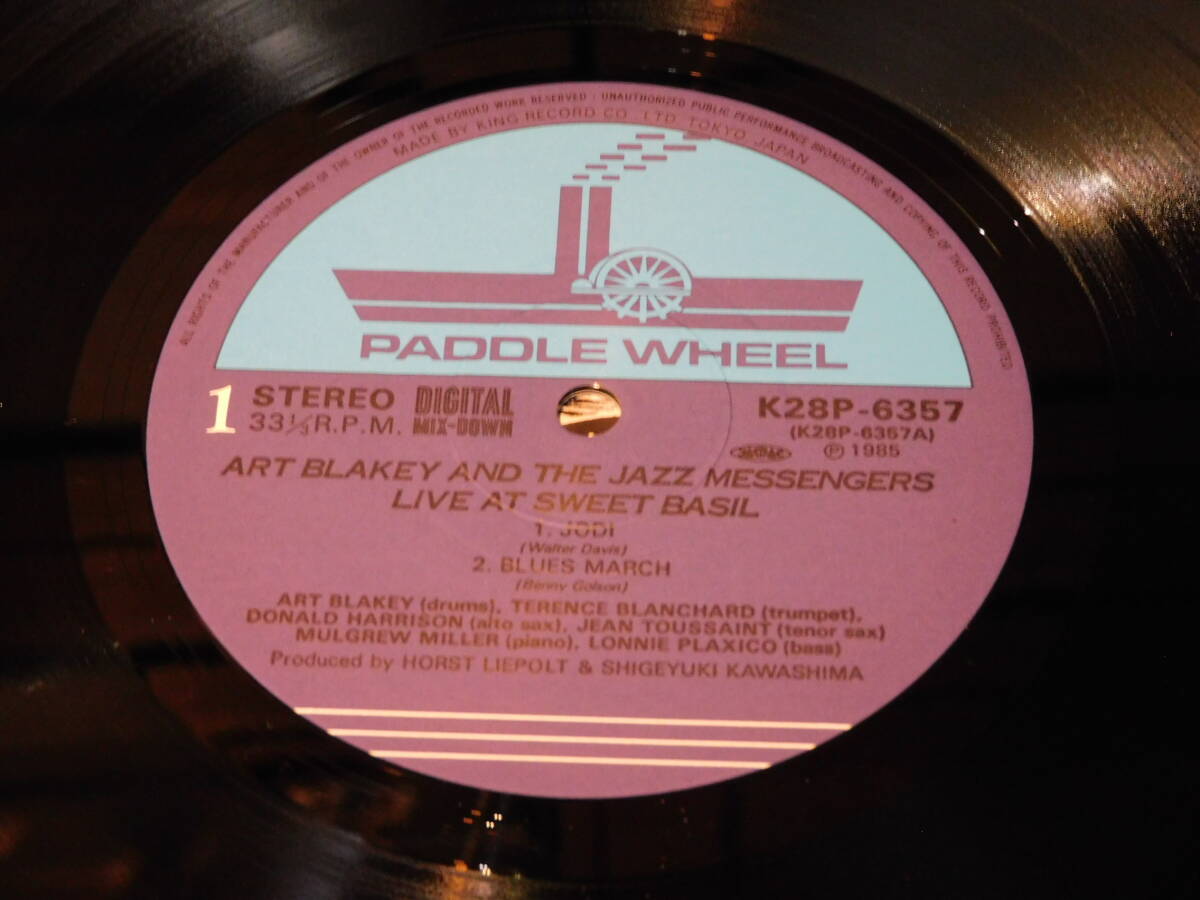 ALL RIGHTS OF THE MANUFACTURER AND OF THE OWNER OF THE RECORDED WORK RESERVED · UNAUTHORIZED PUBLIC PERFORMANCE BROADCASTING AND COPYING OF THIS RECORD PROHIBITED
MADE BY KING RECORD CO. LTD. TOKYO JAPAN
PADDLE WHEEL
1 STEREO DIGITAL K28P-6357
33⅓R.P.M. MIX-DOWN (K28P-6357A)
Ⓟ 1985
ART BLAKEY AND THE JAZZ MESSENGERS
LIVE AT SWEET BASIL
1. JODI
(Walter Davis)
2. BLUES MARCH
(Benny Golson)
ART BLAKEY (drums), TERENCE BLANCHARD (trumpet),
DONALD HARRISON (alto sax), JEAN TOUSSAINT (tenor sax)
MULGREW MILLER (piano), LONNIE PLAXICO (bass)
Produced by HORST LIEPOLT & SHIGEYUKI KAWASHIMA